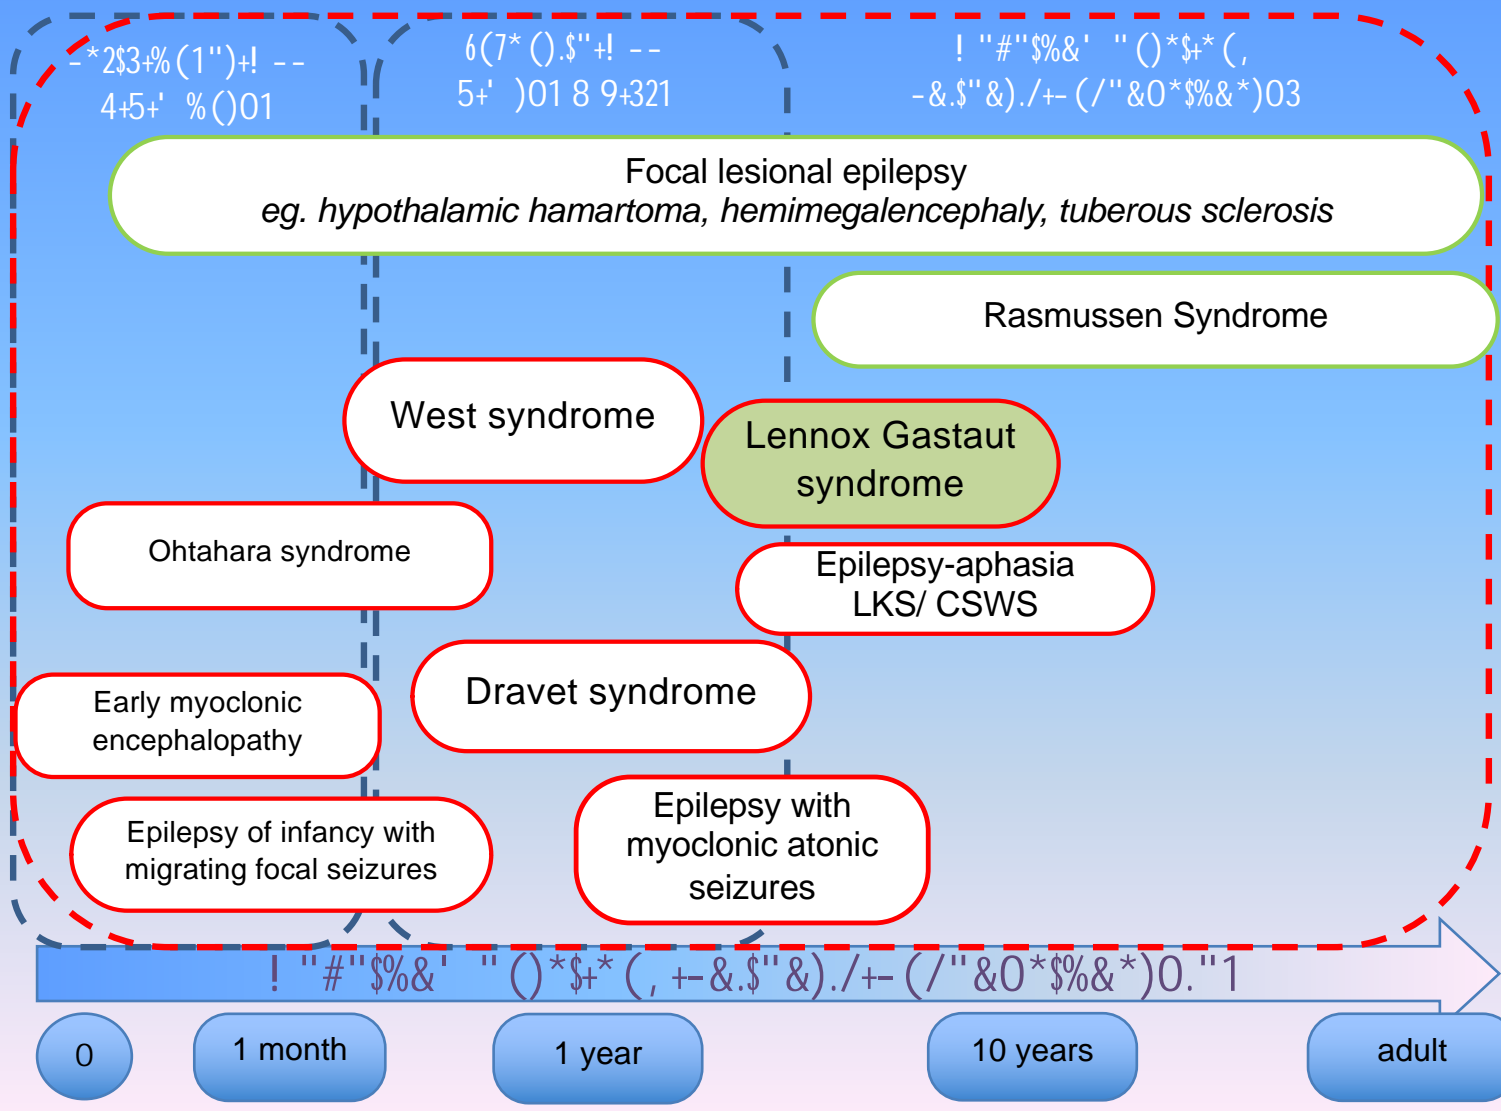 Focal lesional epilepsy
eg. hypothalamic hamartoma, hemimegalencephaly, tuberous sclerosis
Rasmussen Syndrome
West syndrome
Lennox Gastaut
syndrome
Ohtahara syndrome
Epilepsy-aphasia
LKS/ CSWS
Dravet syndrome
Early myoclonic
encephalopathy
Epilepsy with
myoclonic atonic
seizures
Epilepsy of infancy with
migrating focal seizures
0
1 month
1 year
10 years
adult